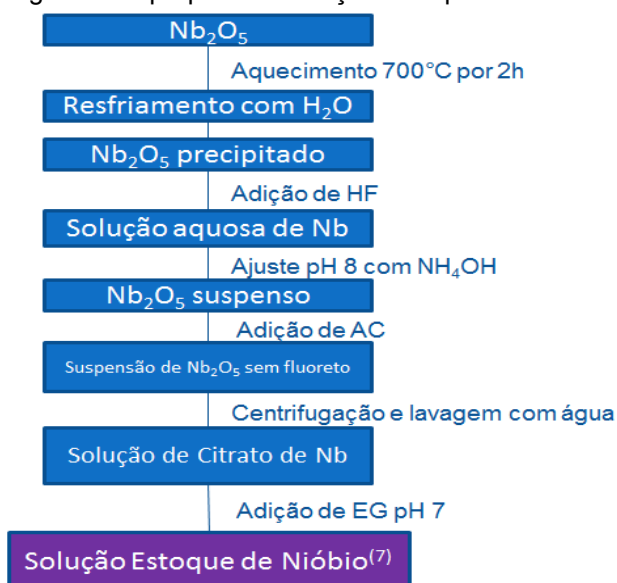 Nb₂O₅
Aquecimento 700°C por 2h
Resfriamento com H₂O
Nb₂O₅ precipitado
Adição de HF
Solução aquosa de Nb
Ajuste pH 8 com NH₄OH
Nb₂O₅ suspenso
Adição de AC
Suspensão de Nb₂O₅ sem fluoreto
Centrifugação e lavagem com água
Solução de Citrato de Nb
Adição de EG pH 7
Solução Estoque de Nióbio⁽⁷⁾